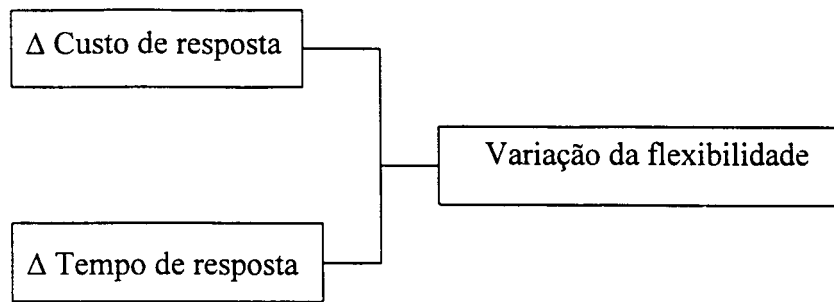 Δ Custo de resposta
Variação da flexibilidade
Δ Tempo de resposta